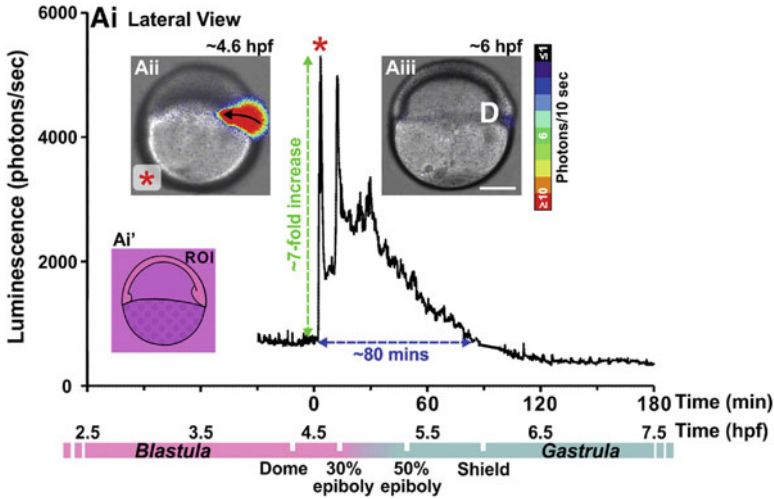 Ai Lateral View
~4.6 hpf
Aii
*
*
~6 hpf
Aiii
D
≤1
6
≥10
Photons/10 sec
Luminescence (photons/sec)
6000
4000
2000
0
~7-fold increase
~80 mins
Ai'
ROI
0 60 120 180 Time (min)
2.5 3.5 4.5 5.5 6.5 7.5 Time (hpf)
Blastula Gastrula
Dome 30% 50% Shield
epiboly epiboly